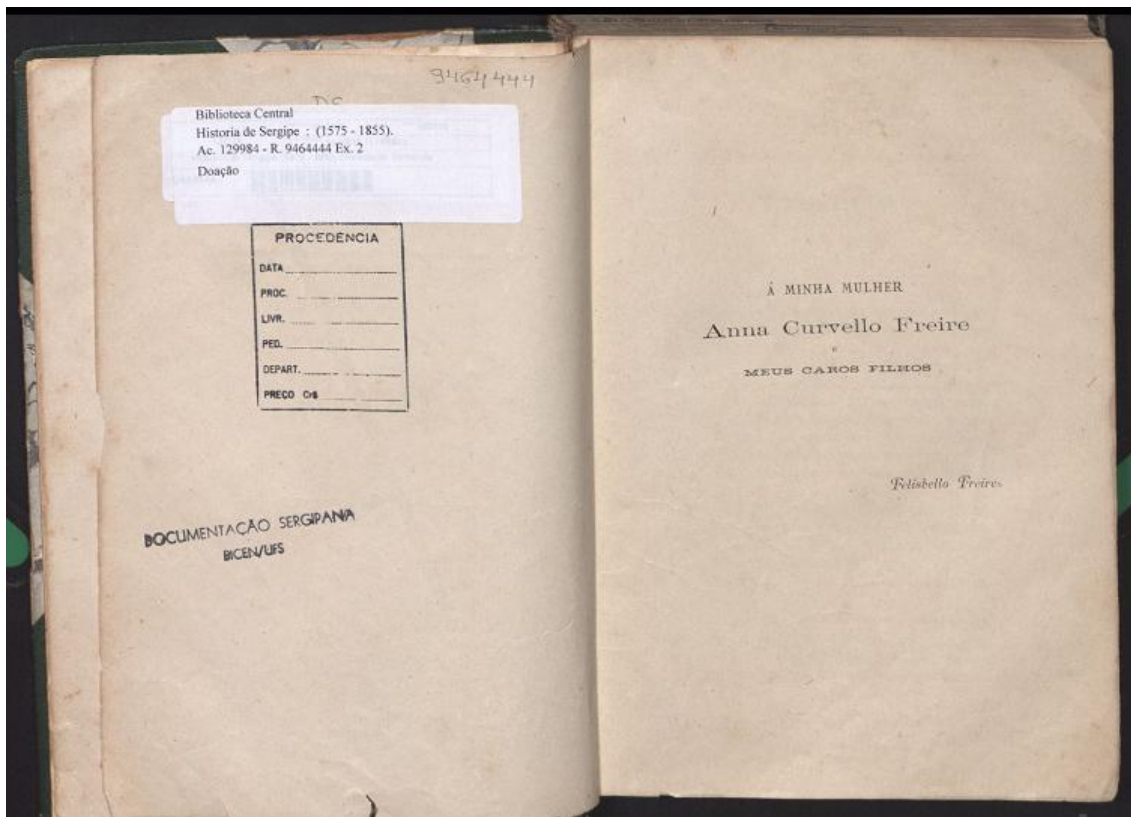 9464444
Biblioteca Central
Historia de Sergipe : (1575 - 1855).
Ac. 129984 - R. 9464444 Ex. 2
Doação
PROCEDÊNCIA
DATA
PROC.
LIVR.
PED.
DEPART.
PREÇO Cr$
DOCUMENTAÇÃO SERGIPANA
BICEN/UFS
Á MINHA MULHER
Anna Curvello Freire
E
MEUS CAROS FILHOS
Felisbello Freire